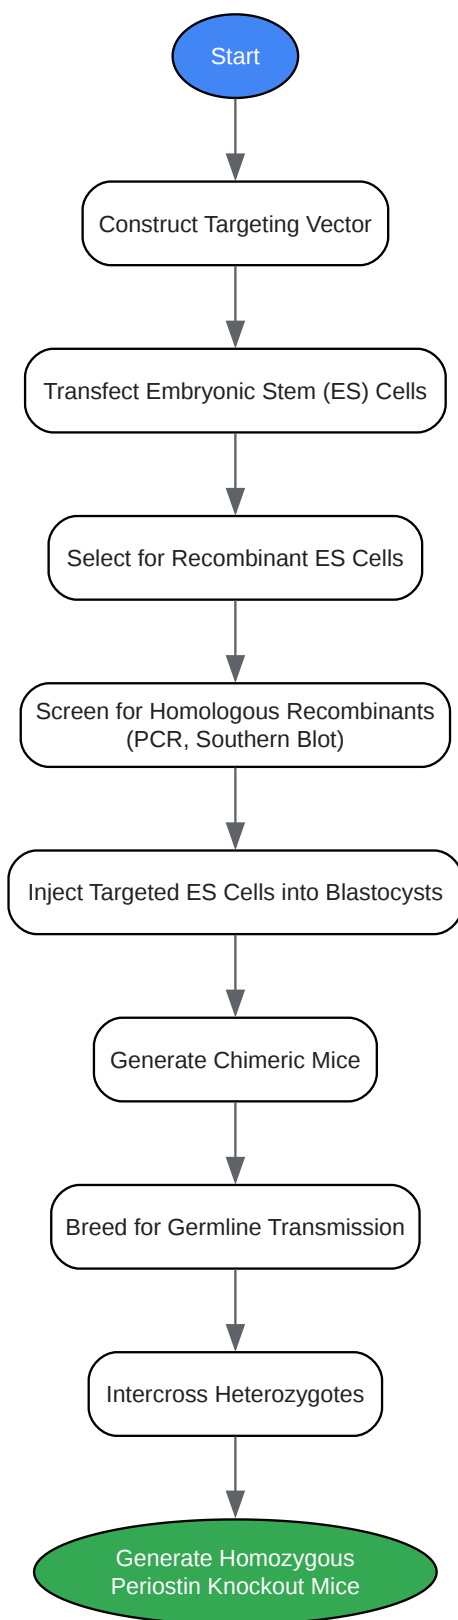 Start
Construct Targeting Vector
Transfect Embryonic Stem (ES) Cells
Select for Recombinant ES Cells
Screen for Homologous Recombinants
(PCR, Southern Blot)
Inject Targeted ES Cells into Blastocysts
Generate Chimeric Mice
Breed for Germline Transmission
Intercross Heterozygotes
Generate Homozygous
Periostin Knockout Mice